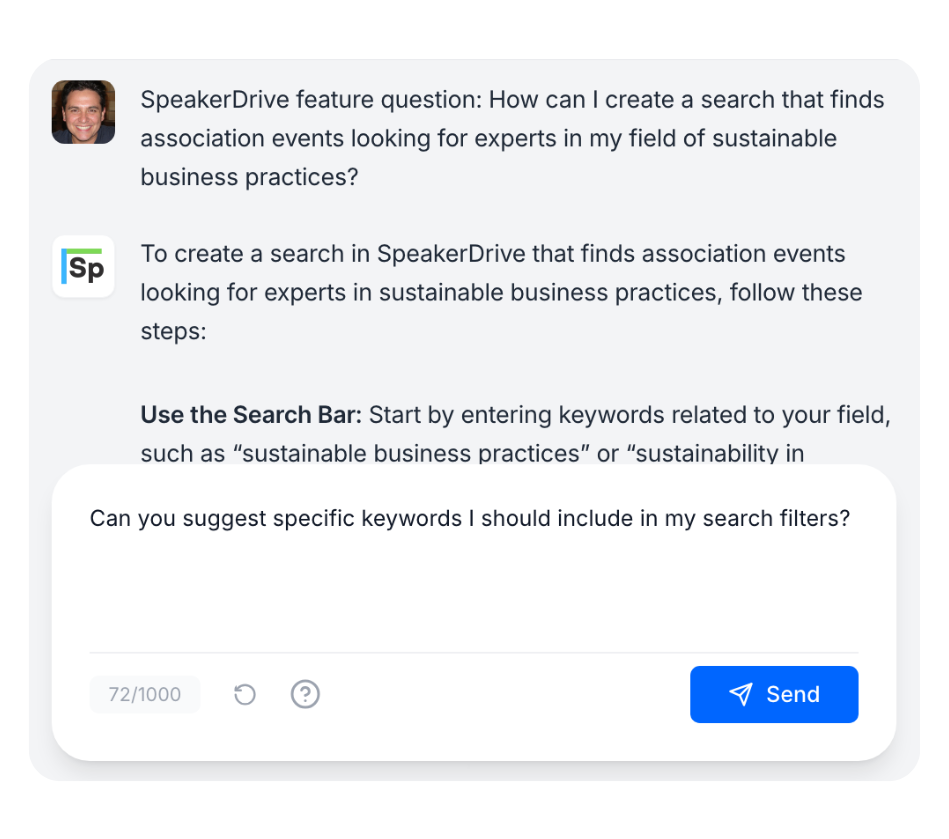 SpeakerDrive feature question: How can I create a search that finds
association events looking for experts in my field of sustainable
business practices?
Sp
To create a search in SpeakerDrive that finds association events
looking for experts in sustainable business practices, follow these
steps:
Use the Search Bar: Start by entering keywords related to your field,
such as “sustainable business practices” or “sustainability in
Can you suggest specific keywords I should include in my search filters?
72/1000
Send